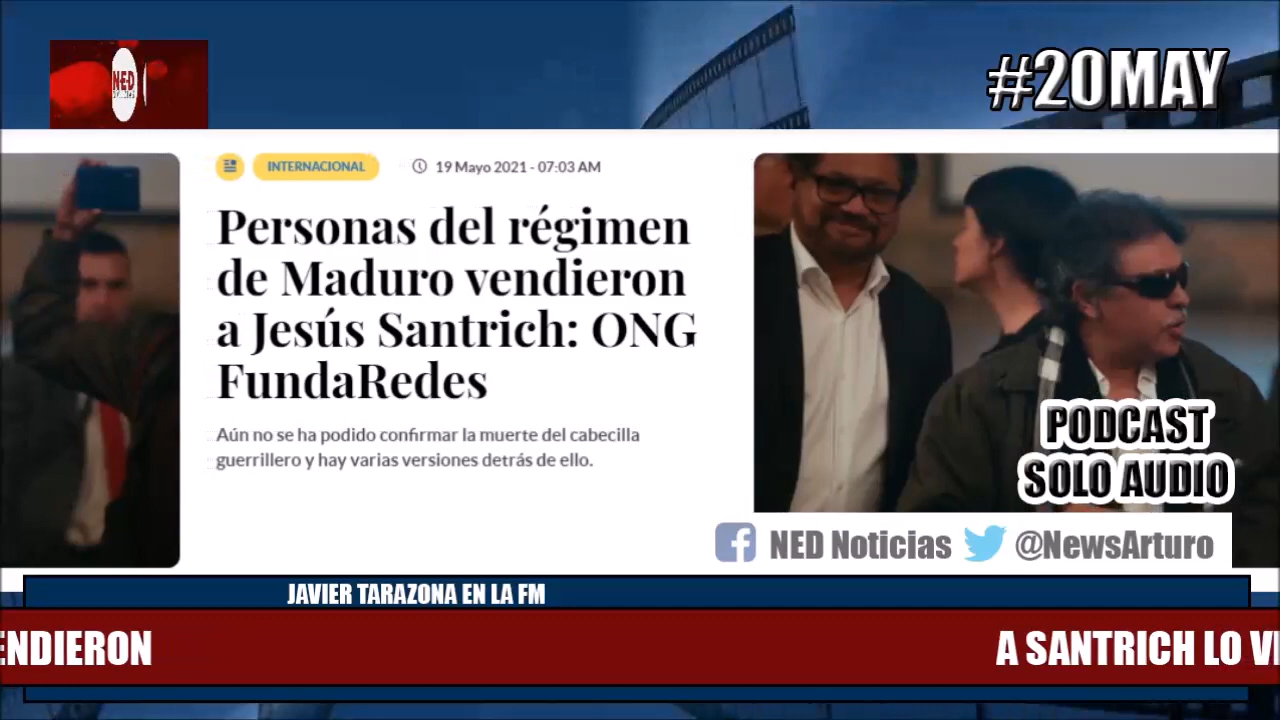 NED
#20MAY
INTERNACIONAL
19 Mayo 2021 - 07:03 AM
Personas del régimen
de Maduro vendieron
a Jesús Santrich: ONG
FundaRedes
Aún no se ha podido confirmar la muerte del cabecilla
guerrillero y hay varias versiones detrás de ello.
PODCAST
SOLO AUDIO
NED Noticias @NewsArturo
JAVIER TARAZONA EN LA FM
ENDIERON
A SANTRICH LO VE